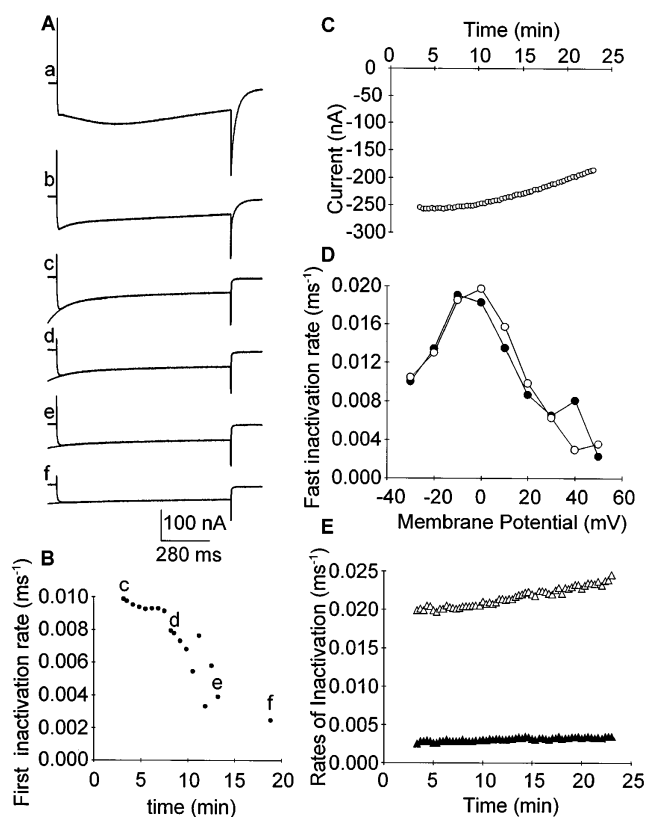 A
a
b
c
d
e
f
100 nA
280 ms
B
First inactivation rate (ms-1)
0.010
0.008
0.006
0.004
0.002
0.000
c
d
e
f
0 5 10 15 20
time (min)
C
Time (min)
0 5 10 15 20 25
Current (nA)
0
-50
-100
-150
-200
-250
-300
D
Fast inactivation rate (ms-1)
0.020
0.016
0.012
0.008
0.004
0.000
-40 -20 0 20 40 60
Membrane Potential (mV)
E
Rates of Inactivation (ms-1)
0.025
0.020
0.015
0.010
0.005
0.000
0 5 10 15 20 25
Time (min)